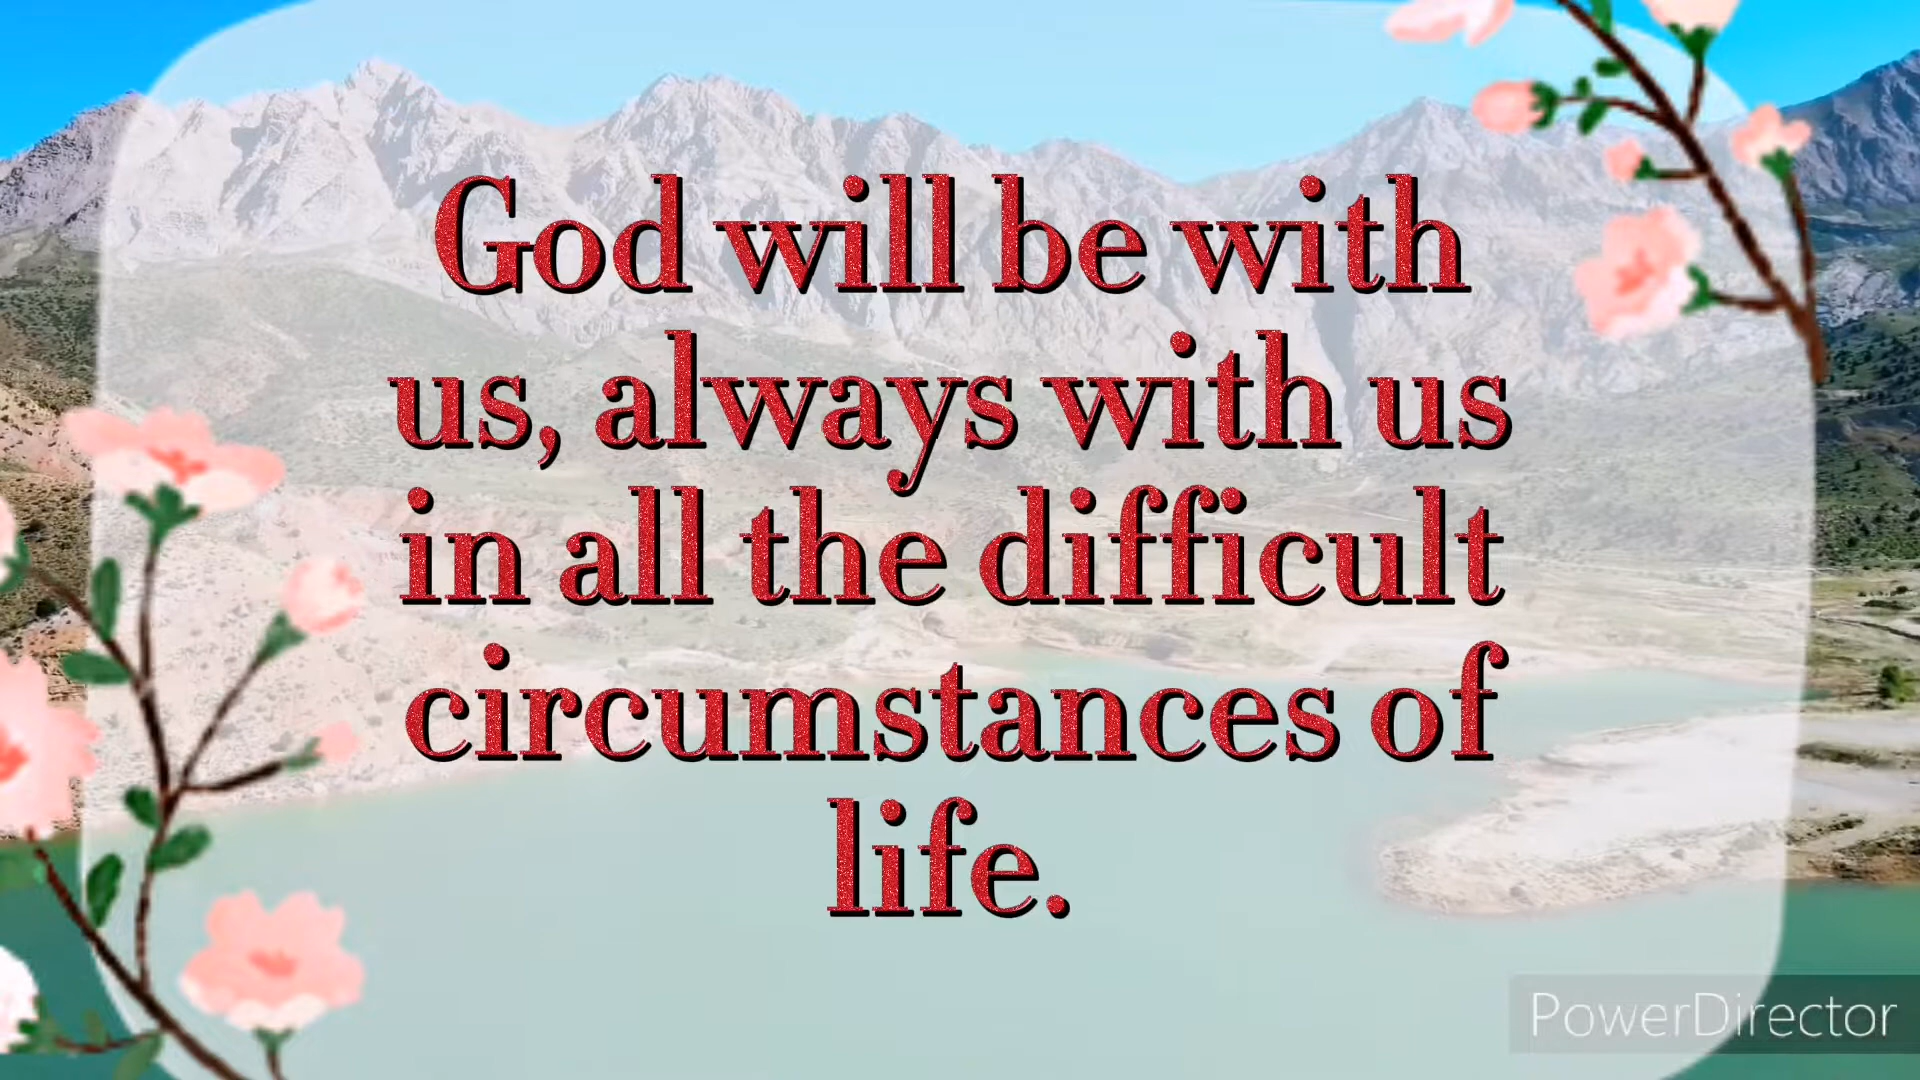 God will be with
us, always with us
in all the difficult
circumstances of
life.
PowerDirector